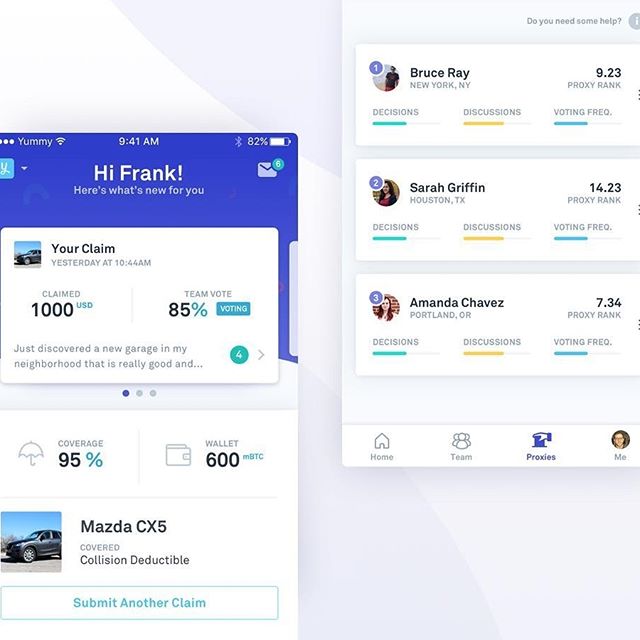 Yummy 9:41 AM 82%
Hi Frank!
6
Here's what's new for you
Your Claim
YESTERDAY AT 10:44AM
CLAIMED
1000 USD
TEAM VOTE
85% VOTING
Just discovered a new garage in my
neighborhood that is really good and...
4
COVERAGE
95 %
WALLET
600 mBTC
Mazda CX5
COVERED
Collision Deductible
Submit Another Claim
Do you need some help? i
1
Bruce Ray
NEW YORK, NY
9.23
PROXY RANK
DECISIONS DISCUSSIONS VOTING FREQ.
2
Sarah Griffin
HOUSTON, TX
14.23
PROXY RANK
DECISIONS DISCUSSIONS VOTING FREQ.
3
Amanda Chavez
PORTLAND, OR
7.34
PROXY RANK
DECISIONS DISCUSSIONS VOTING FREQ.
Home Team Proxies Me